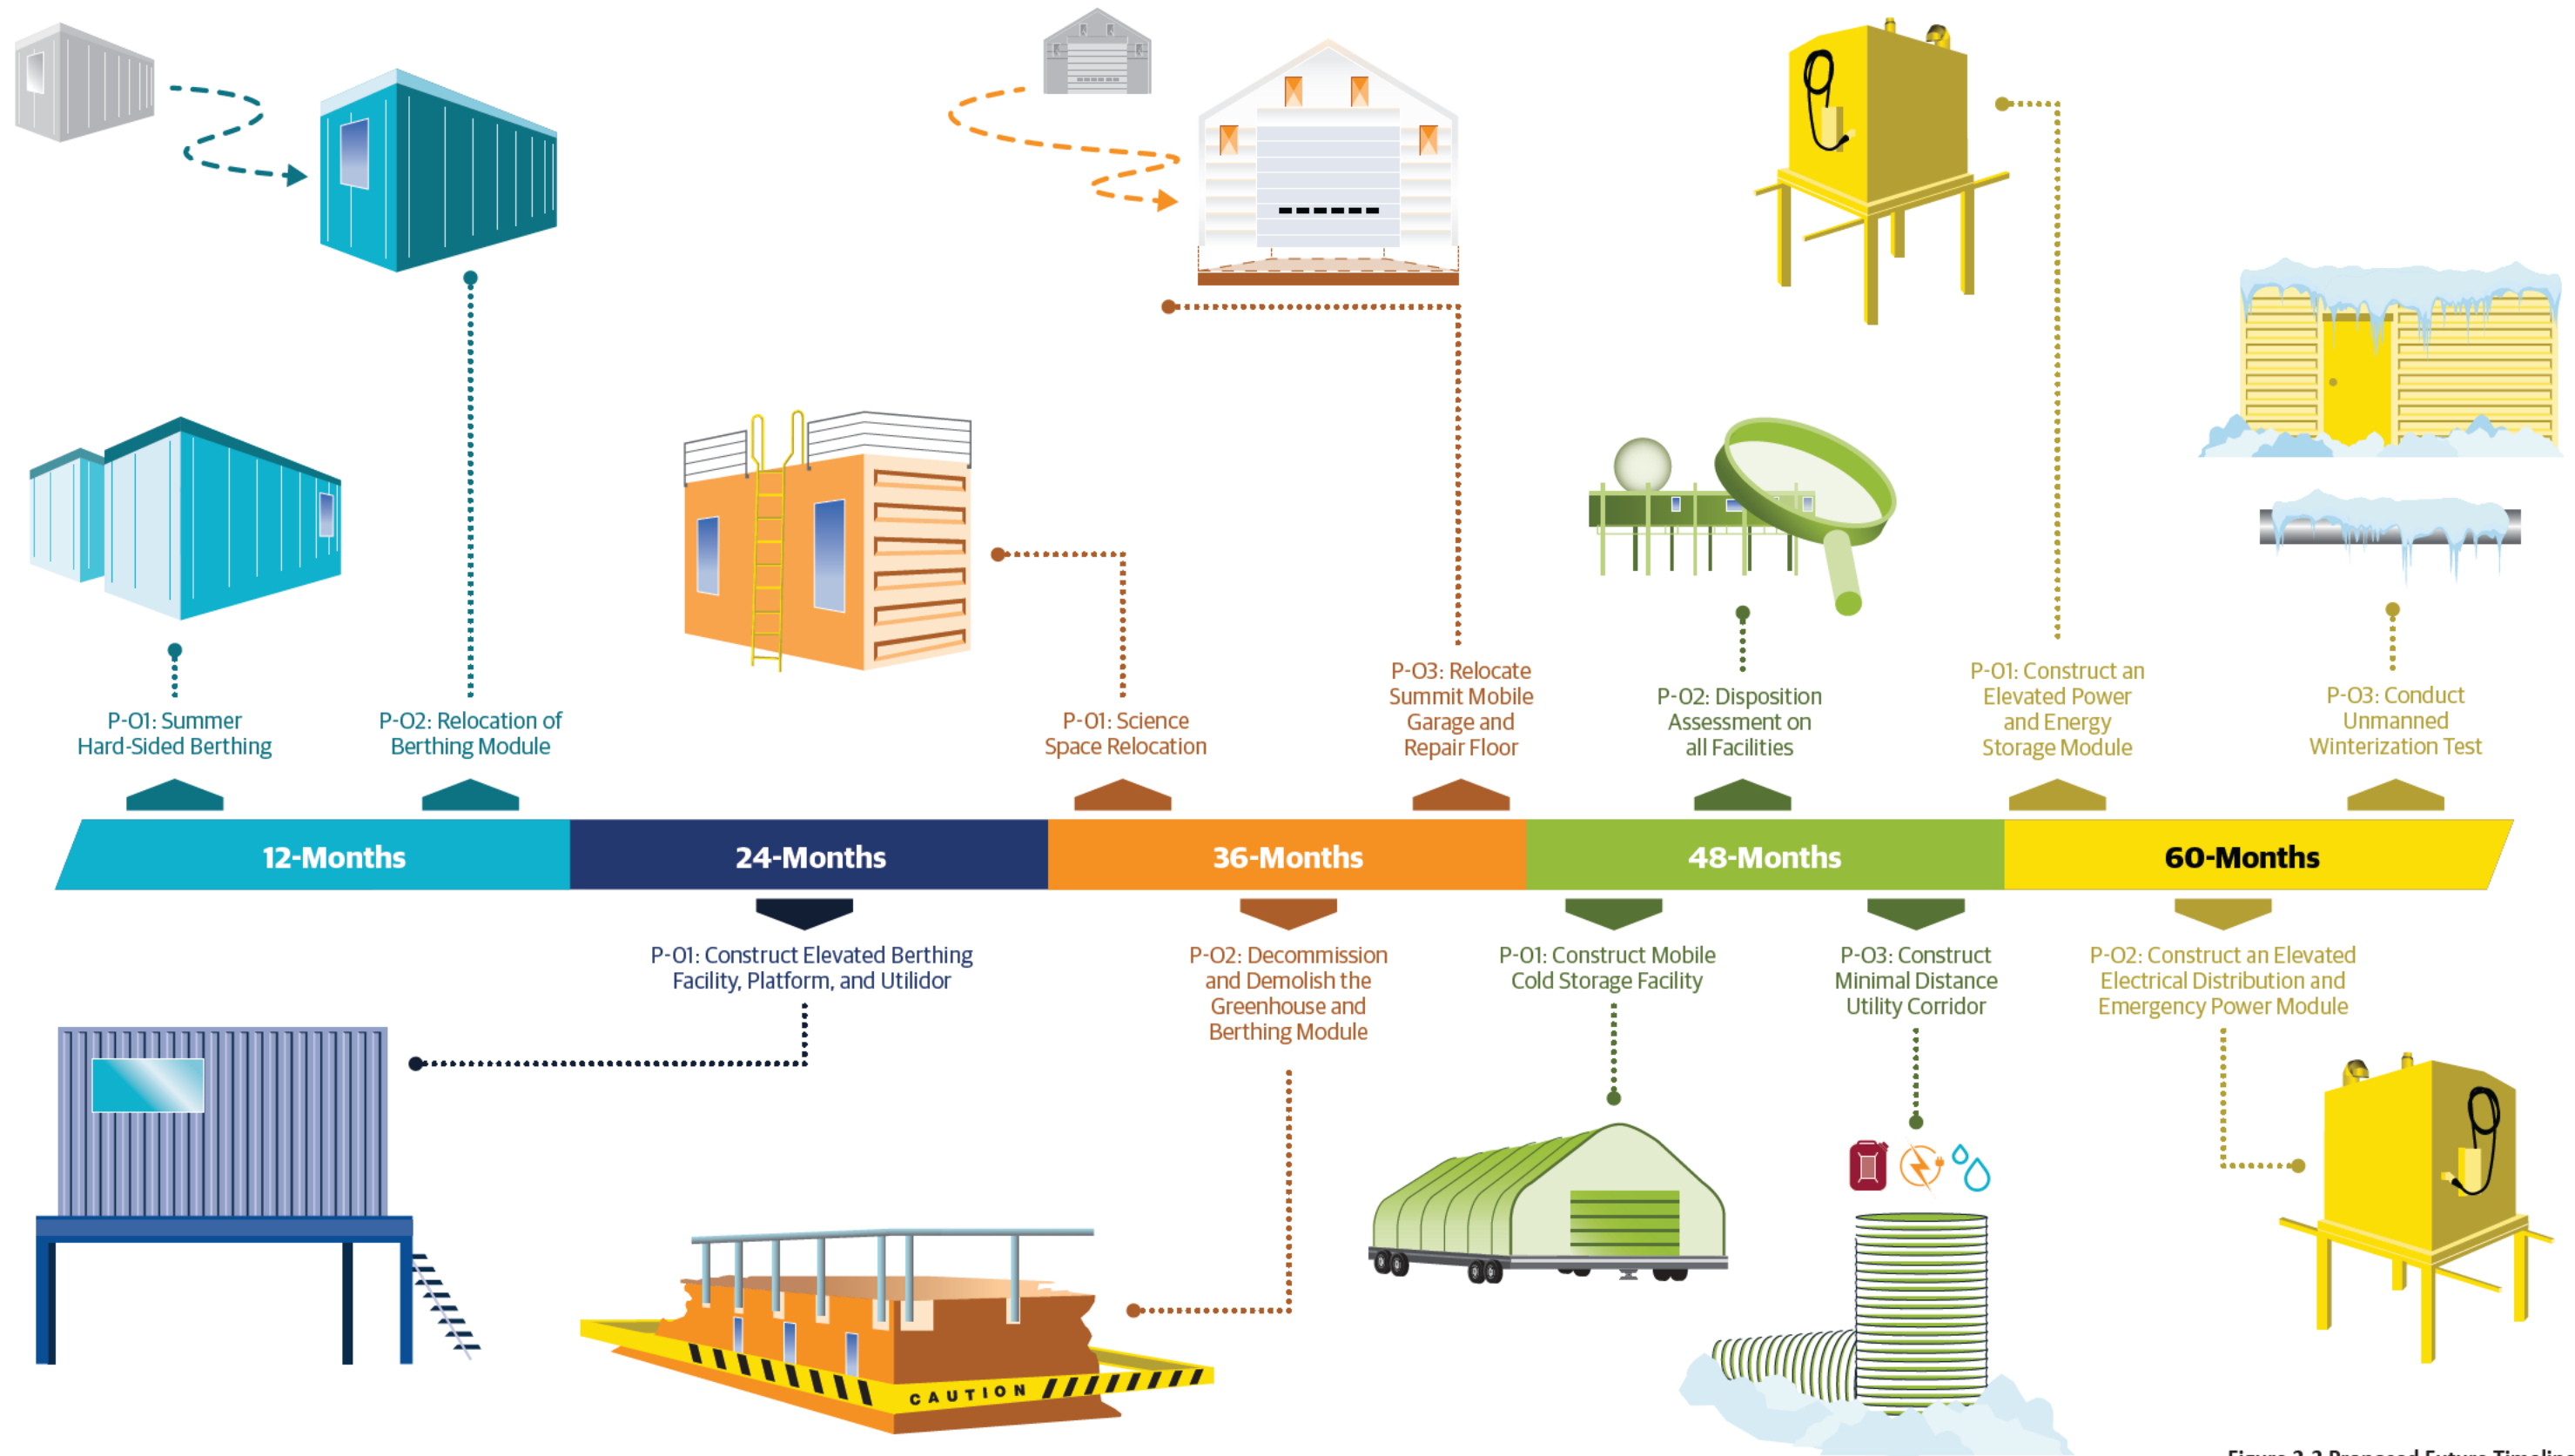 P-01: Summer
Hard-Sided Berthing
P-02: Relocation of
Berthing Module
P-01: Science
Space Relocation
P-03: Relocate
Summit Mobile
Garage and
Repair Floor
P-02: Disposition
Assessment on
all Facilities
P-01: Construct an
Elevated Power
and Energy
Storage Module
P-03: Conduct
Unmanned
Winterization Test
12-Months
24-Months
36-Months
48-Months
60-Months
P-01: Construct Elevated Berthing
Facility, Platform, and Utilidor
P-02: Decommission
and Demolish the
Greenhouse and
Berthing Module
P-01: Construct Mobile
Cold Storage Facility
P-03: Construct
Minimal Distance
Utility Corridor
P-02: Construct an Elevated
Electrical Distribution and
Emergency Power Module
CAUTION